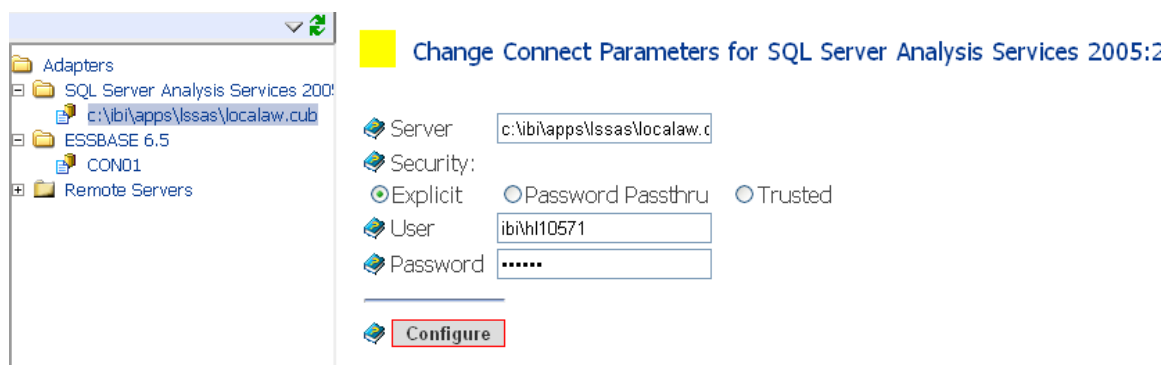 Adapters
SQL Server Analysis Services 200
c:\ibi\apps\lssas\localaw.cub
ESSBASE 6.5
CON01
Remote Servers
Change Connect Parameters for SQL Server Analysis Services 2005:2
Server c:\ibi\apps\lssas\localaw.c
Security:
Explicit Password Passthru Trusted
User ibi\hl10571
Password ••••••
Configure